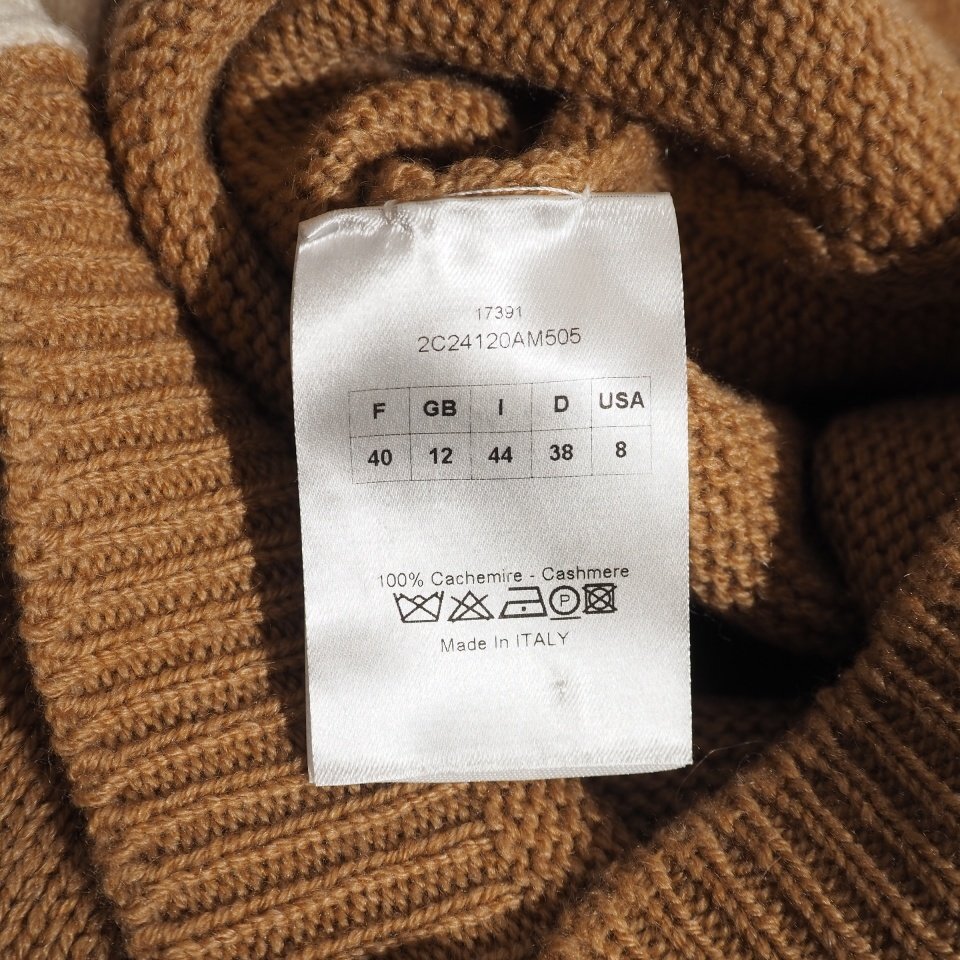 17391
2C24120AM505
F GB I D USA
40 12 44 38 8
100% Cachemire - Cashmere
P
Made In ITALY